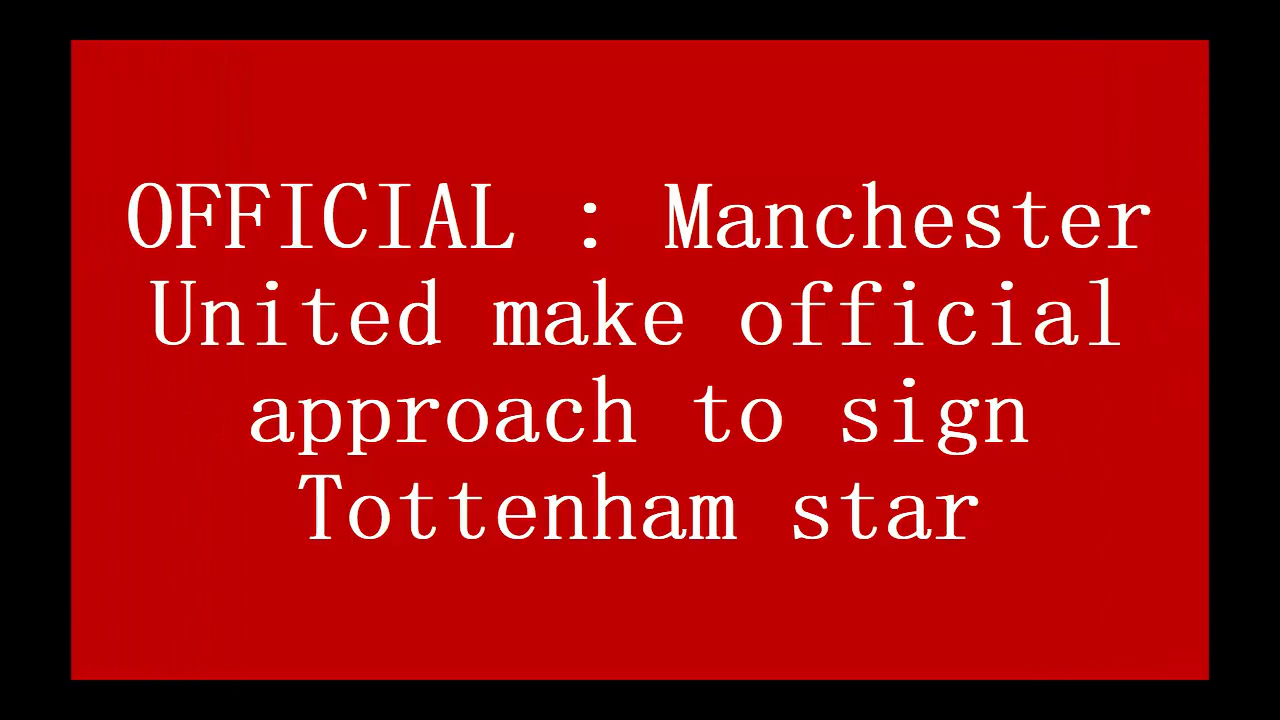 OFFICIAL : Manchester
United make official
approach to sign
Tottenham star